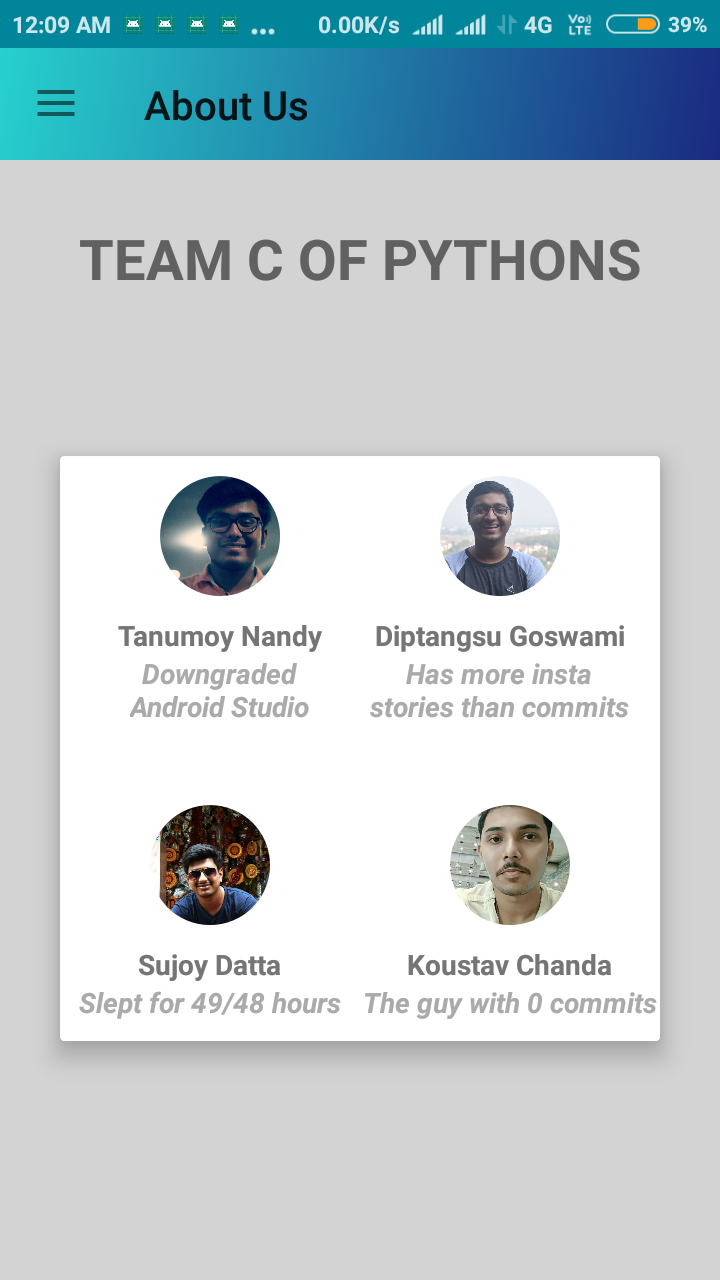 12:09 AM ... 0.00K/s 4G Vo)) LTE 39%
About Us
TEAM C OF PYTHONS
Tanumoy Nandy
Downgraded
Android Studio
Diptangsu Goswami
Has more insta
stories than commits
Sujoy Datta
Slept for 49/48 hours
Koustav Chanda
The guy with 0 commits